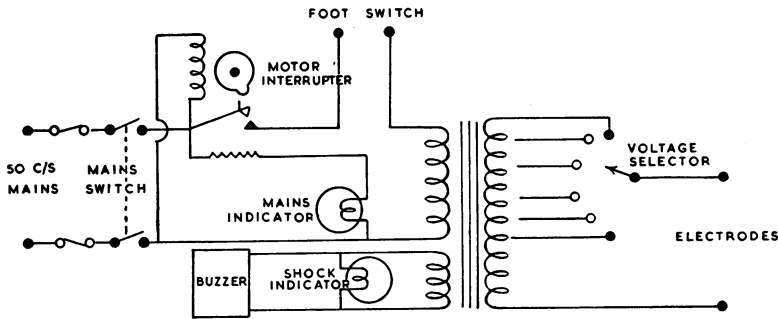 FOOT SWITCH
MOTOR
INTERRUPTER
50 C/S
MAINS
MAINS
SWITCH
VOLTAGE
SELECTOR
MAINS
INDICATOR
ELECTRODES
BUZZER
SHOCK
INDICATOR